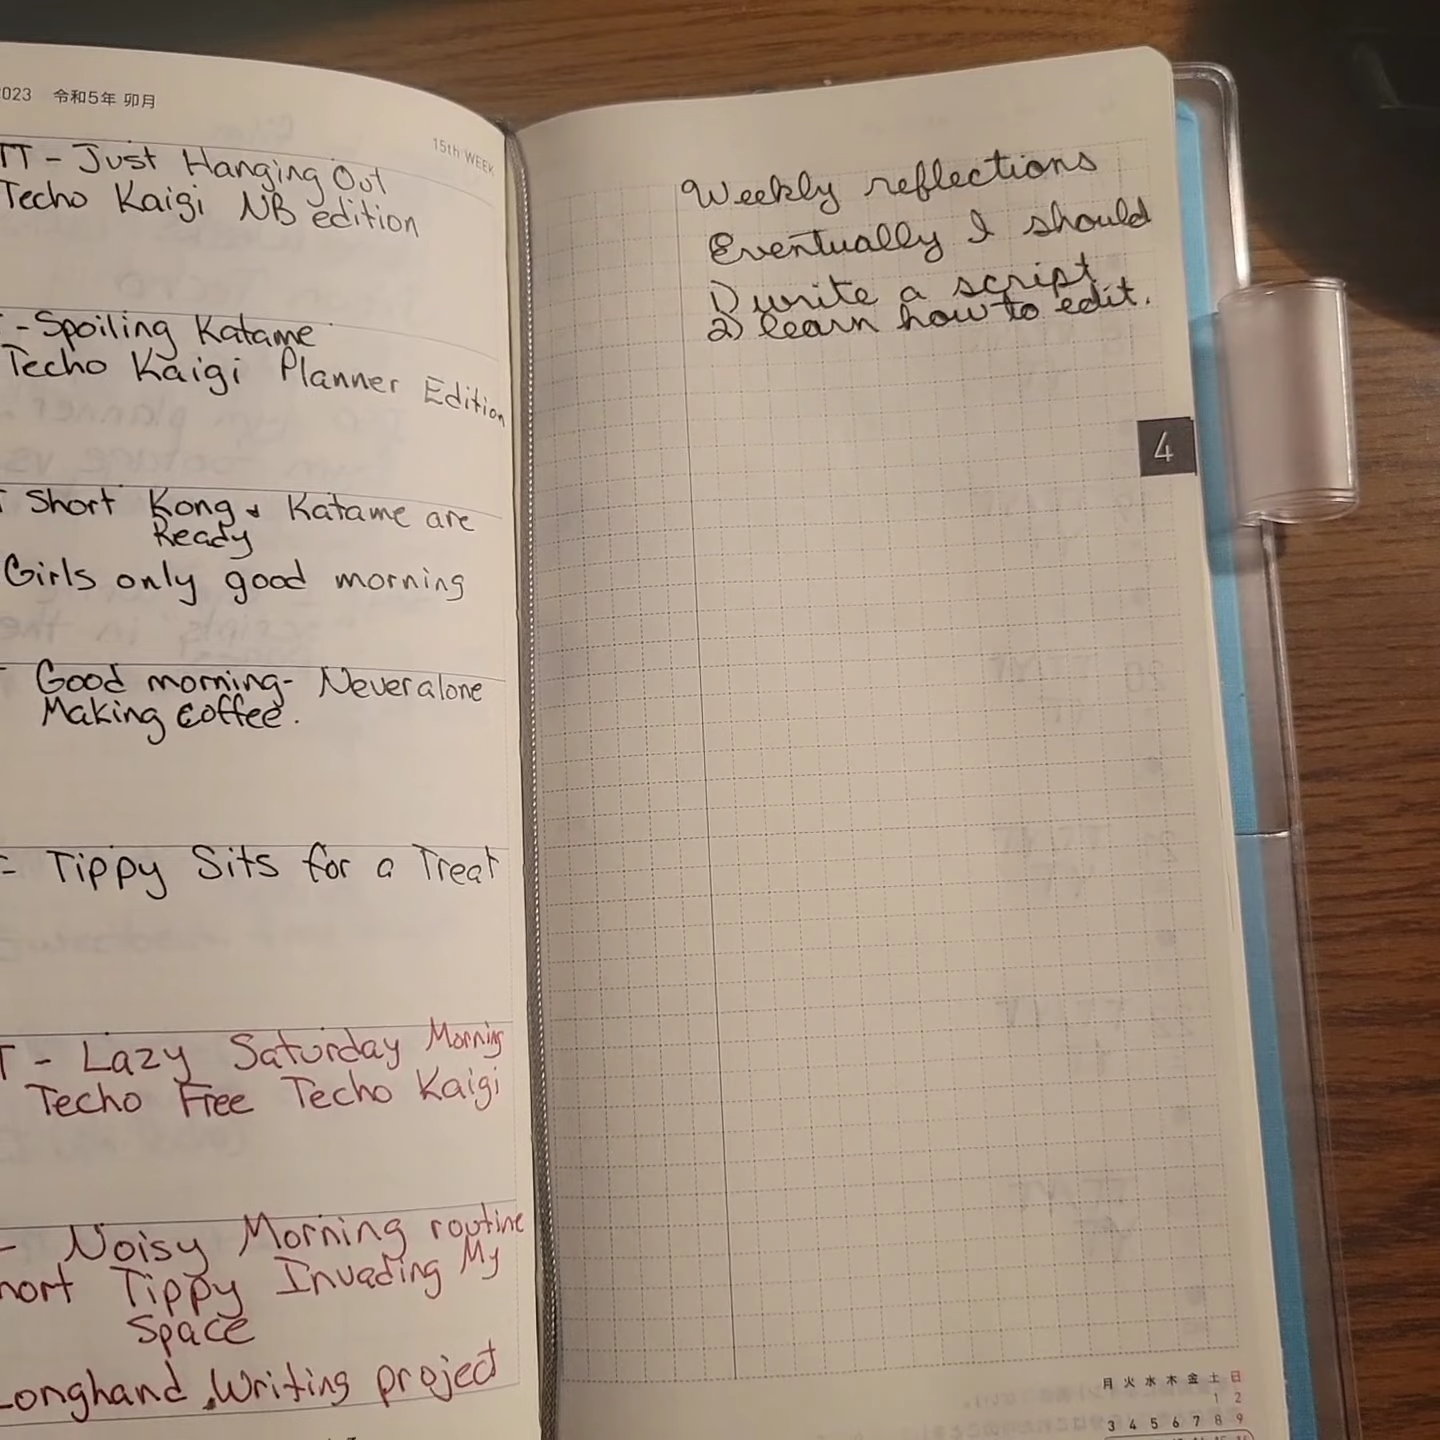 2023 令和5年 卯月
15th WEEK
TT - Just Hanging Out
Techo Kaigi NB edition
- Spoiling Katame
Techo Kaigi Planner Edition
Short Kong & Katame are
Ready
Girls only good morning
Good morning - Never alone
Making coffee.
Tippy Sits for a Treat
T - Lazy Saturday Morning
Techo Free Techo Kaigi
- Noisy Morning routine
Short Tippy Invading My
Space
Longhand Writing project
Weekly reflections
Eventually I should
1) write a script
2) learn how to edit.
4
月 火 水 木 金 土 日
1 2
3 4 5 6 7 8 9